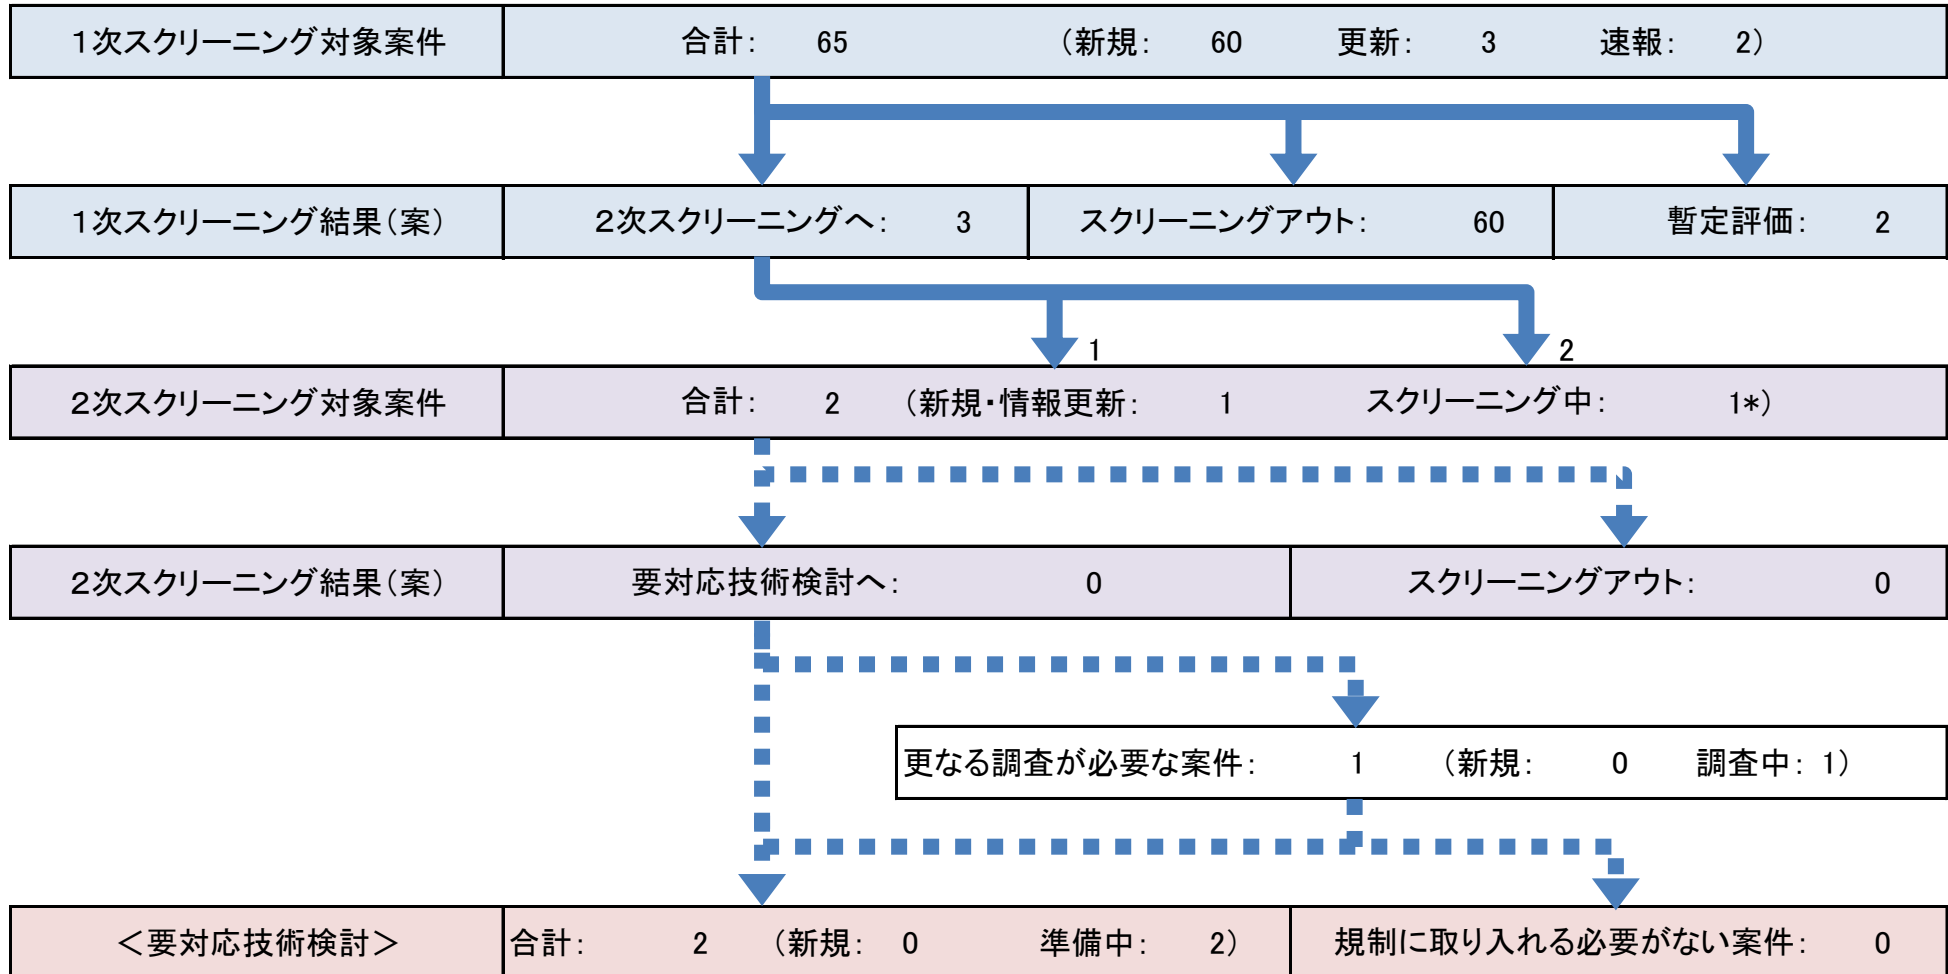 1次スクリーニング対象案件 合計： 65 （新規： 60 更新： 3 速報： 2）
1次スクリーニング結果（案） 2次スクリーニングへ： 3 スクリーニングアウト： 60 暫定評価： 2
1 2
2次スクリーニング対象案件 合計： 2 （新規・情報更新： 1 スクリーニング中： 1*）
2次スクリーニング結果（案） 要対応技術検討へ： 0 スクリーニングアウト： 0
更なる調査が必要な案件： 1 （新規： 0 調査中： 1）
＜要対応技術検討＞ 合計： 2 （新規： 0 準備中： 2） 規制に取り入れる必要がない案件： 0